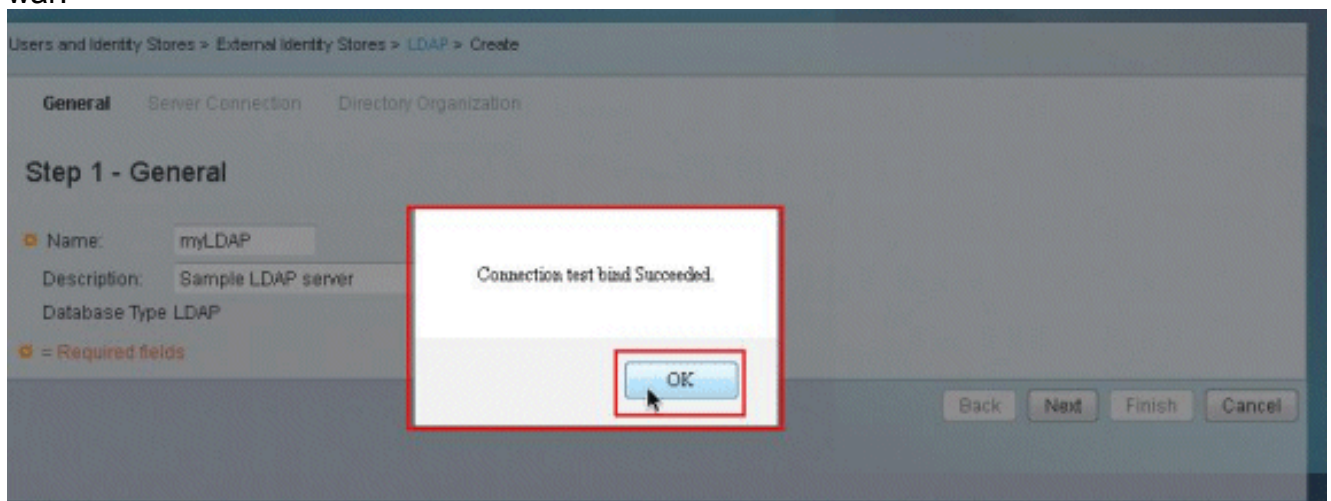 war.
Users and Identity Stores > External Identity Stores > LDAP > Create
General Server Connection Directory Organization
Step 1 - General
Name: myLDAP
Description: Sample LDAP server
Database Type LDAP
= Required fields
Connection test bind Succeeded.
OK
Back Next Finish Cancel